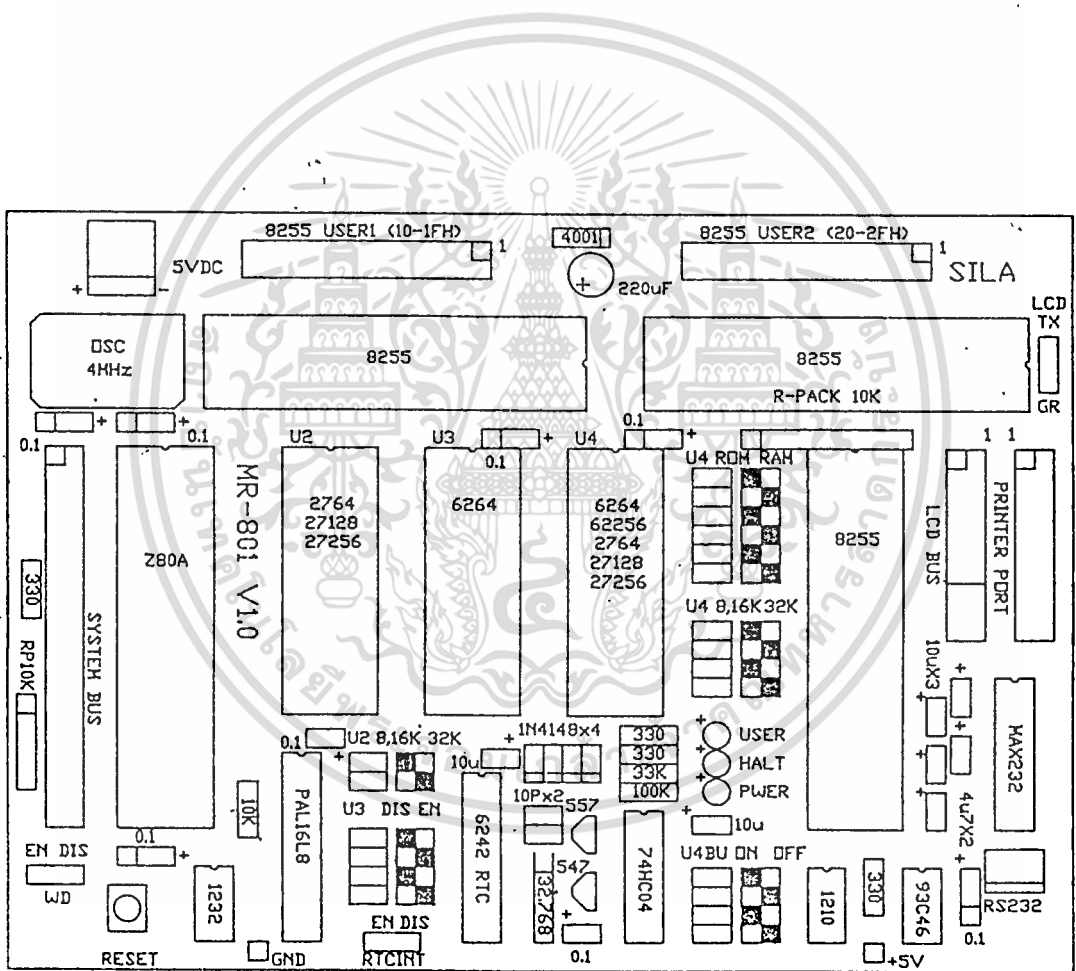 8255 USER1 (10-1FH)
1
4001
8255 USER2 (20-2FH)
1
5VDC
+
-
+
220uF
SILA
LCD
TX
GR
OSC
4KHz
8255
8255
R-PACK 10K
+
+
0.1
0.1
U2
U3
0.1
+
U4
0.1
+
U4 ROM RAM
1
1
SYSTEM BUS
Z80A
MR-801 V1.0
2764
27128
27256
6264
6264
62256
2764
27128
27256
8255
LCD BUS
PRINTER PORT
330
RP10K
U4 8,16K 32K
10uX3
+
+
+
+
4u7X2
MAX232
0.1
U2 8,16K 32K
+
10u
1N4148x4
330
330
33K
100K
+
USER
+
HALT
+
PWER
PAL16L8
10K
U3 DIS EN
6242 RTC
10Px2
557
547
32.768
74HC04
+
10u
U4BU ON OFF
0.1
+
EN DIS
WD
1232
EN DIS
RTCINT
+
0.1
1210
330
93C46
+
0.1
RS232
RESET
GND
+5V